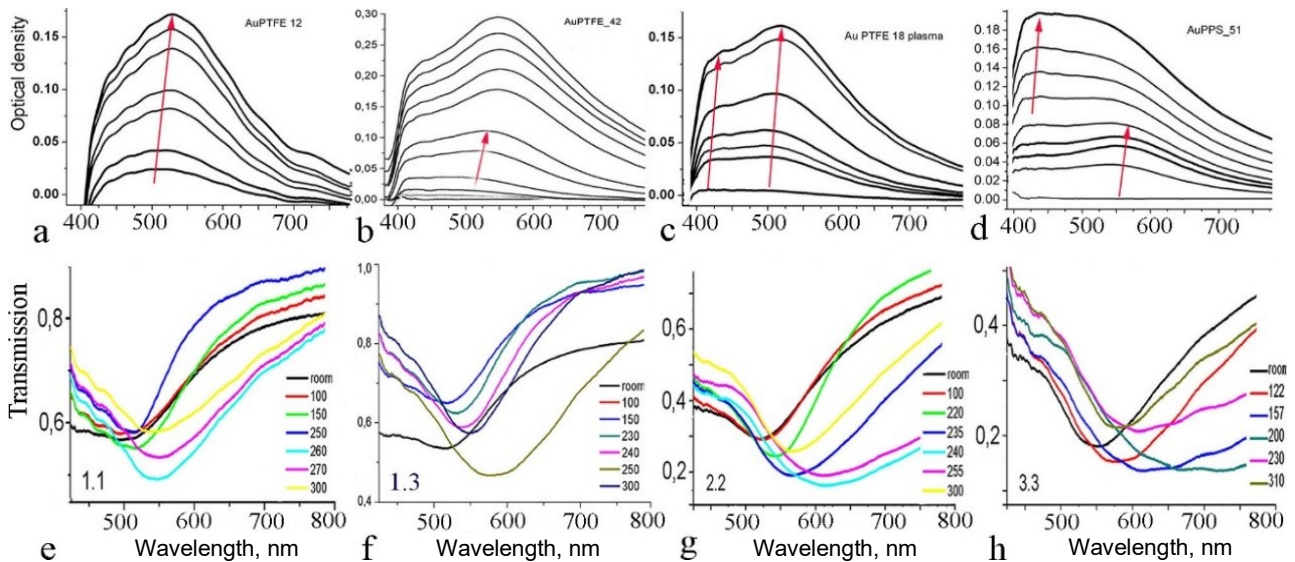 AuPTFE 12
Optical density
0.15
0.10
0.05
0.00
400 500 600 700
a
AuPTFE_42
0,30
0,25
0,20
0,15
0,10
0,05
0,00
400 500 600 700
b
Au PTFE 18 plasma
0.15
0.10
0.05
0.00
400 500 600 700
c
AuPPS_51
0.18
0.16
0.14
0.12
0.10
0.08
0.06
0.04
0.02
0.00
400 500 600 700
d
Transmission
0,8
0,6
room
100
150
250
260
270
300
1.1
500 600 700 800
e
Wavelength, nm
1,0
0,8
0,6
0,4
room
100
150
230
240
250
300
1.3
500 600 700 800
f
Wavelength, nm
0,6
0,4
0,2
room
100
220
235
240
255
300
2.2
500 600 700 800
g
Wavelength, nm
0,4
0,2
room
122
157
200
230
310
3.3
500 600 700 800
h
Wavelength, nm